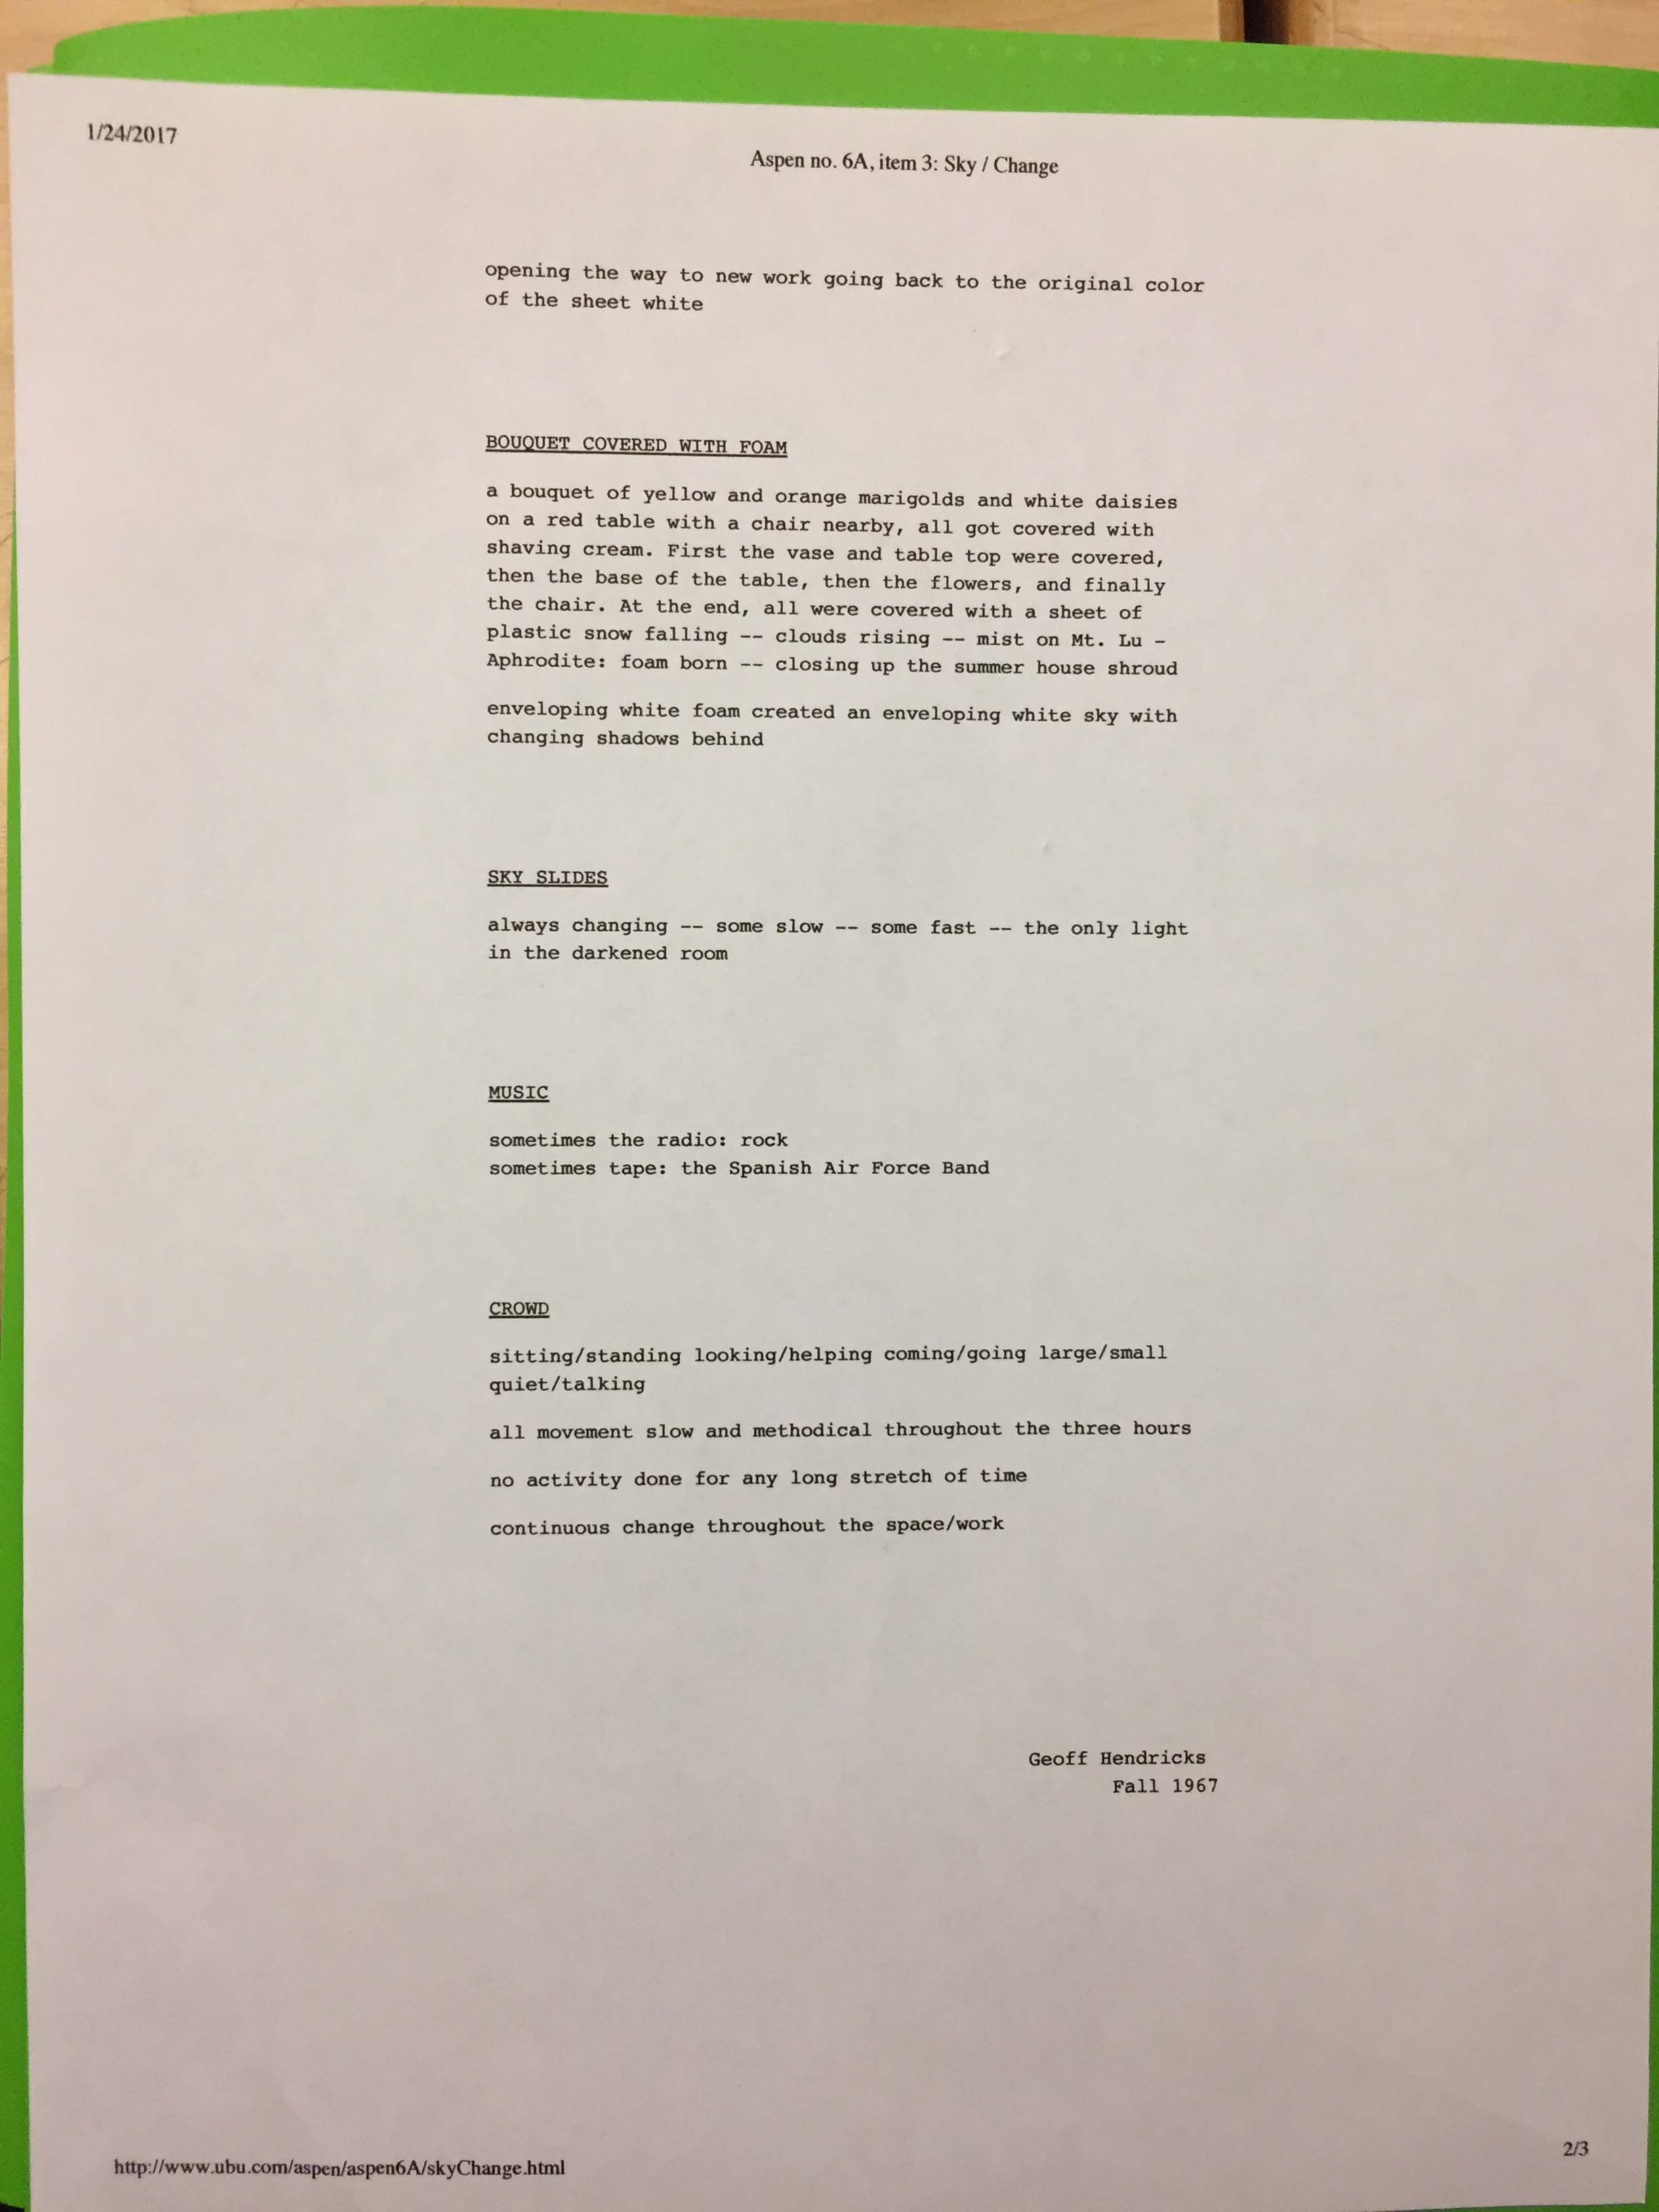 1/24/2017
Aspen no. 6A, item 3: Sky / Change
opening the way to new work going back to the original color
of the sheet white
BOUQUET COVERED WITH FOAM
a bouquet of yellow and orange marigolds and white daisies
on a red table with a chair nearby, all got covered with
shaving cream. First the vase and table top were covered,
then the base of the table, then the flowers, and finally
the chair. At the end, all were covered with a sheet of
plastic snow falling -- clouds rising -- mist on Mt. Lu -
Aphrodite: foam born -- closing up the summer house shroud
enveloping white foam created an enveloping white sky with
changing shadows behind
SKY SLIDES
always changing -- some slow -- some fast -- the only light
in the darkened room
MUSIC
sometimes the radio: rock
sometimes tape: the Spanish Air Force Band
CROWD
sitting/standing looking/helping coming/going large/small
quiet/talking
all movement slow and methodical throughout the three hours
no activity done for any long stretch of time
continuous change throughout the space/work
Geoff Hendricks
Fall 1967
http://www.ubu.com/aspen/aspen6A/skyChange.html
2/3